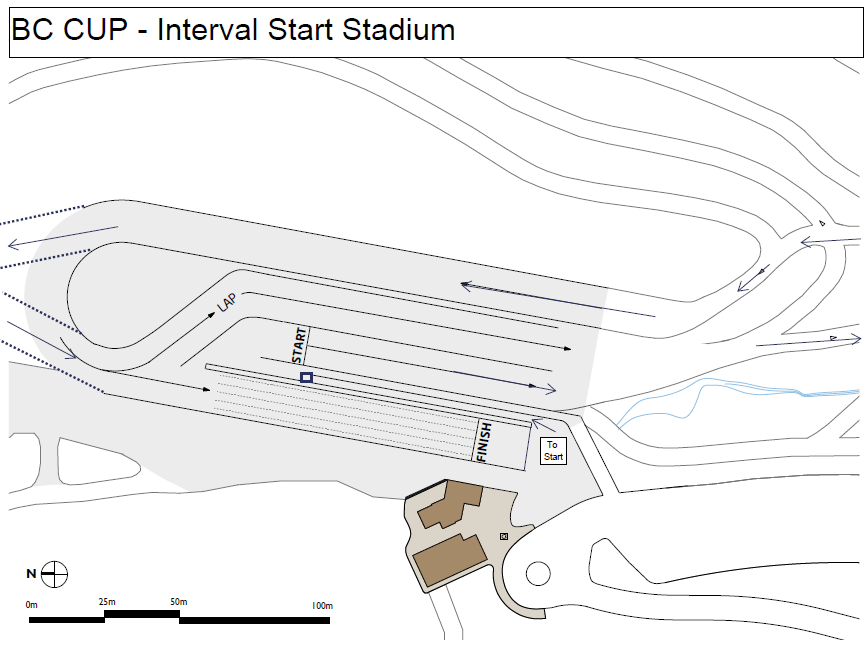 BC CUP - Interval Start Stadium
LAP
START
FINISH
To
Start
N
0m 25m 50m 100m